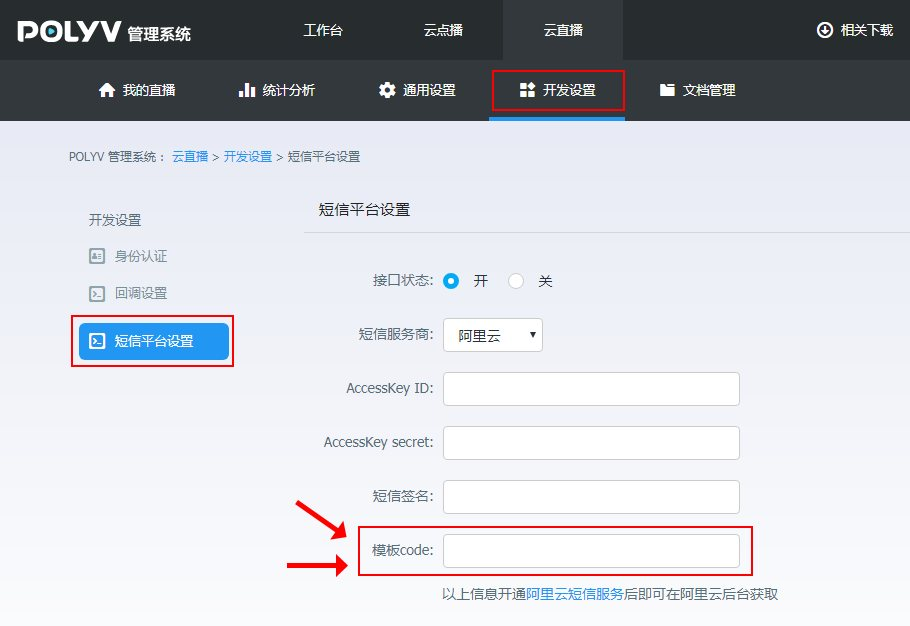 POLYV 管理系统 工作台 云点播 云直播 相关下载
我的直播 统计分析 通用设置 开发设置 文档管理
POLYV 管理系统： 云直播 > 开发设置 > 短信平台设置
开发设置
身份认证
回调设置
短信平台设置
短信平台设置
接口状态: 开 关
短信服务商: 阿里云
AccessKey ID:
AccessKey secret:
短信签名:
模板code:
以上信息开通阿里云短信服务后即可在阿里云后台获取